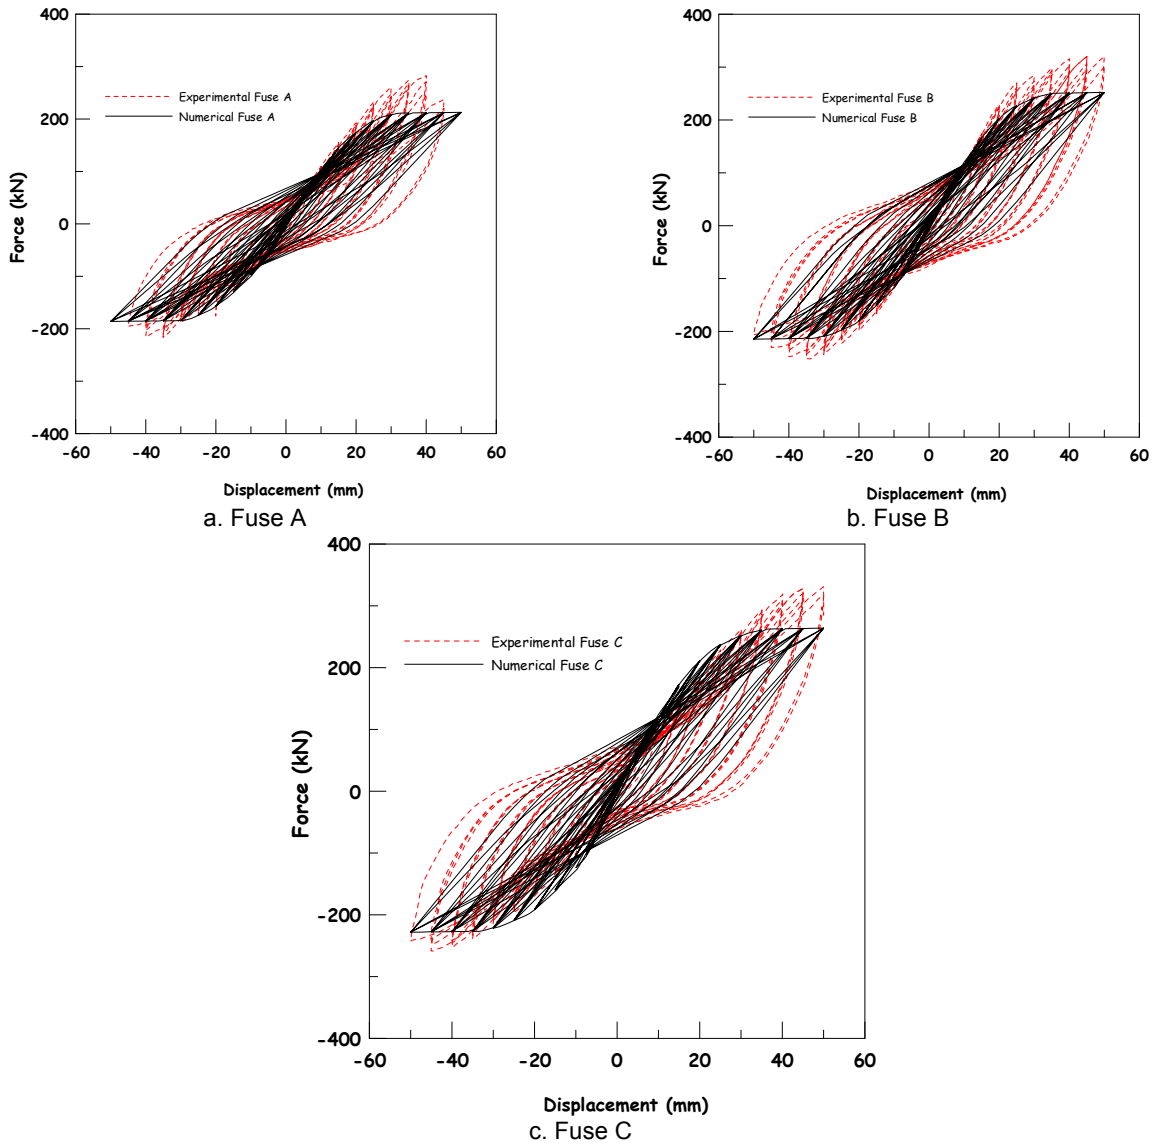 400
200
0
-200
-400
Force (kN)
Experimental Fuse A
Numerical Fuse A
-60 -40 -20 0 20 40 60
Displacement (mm)
a. Fuse A
400
200
0
-200
-400
Force (kN)
Experimental Fuse B
Numerical Fuse B
-60 -40 -20 0 20 40 60
Displacement (mm)
b. Fuse B
400
200
0
-200
-400
Force (kN)
Experimental Fuse C
Numerical Fuse C
-60 -40 -20 0 20 40 60
Displacement (mm)
c. Fuse C